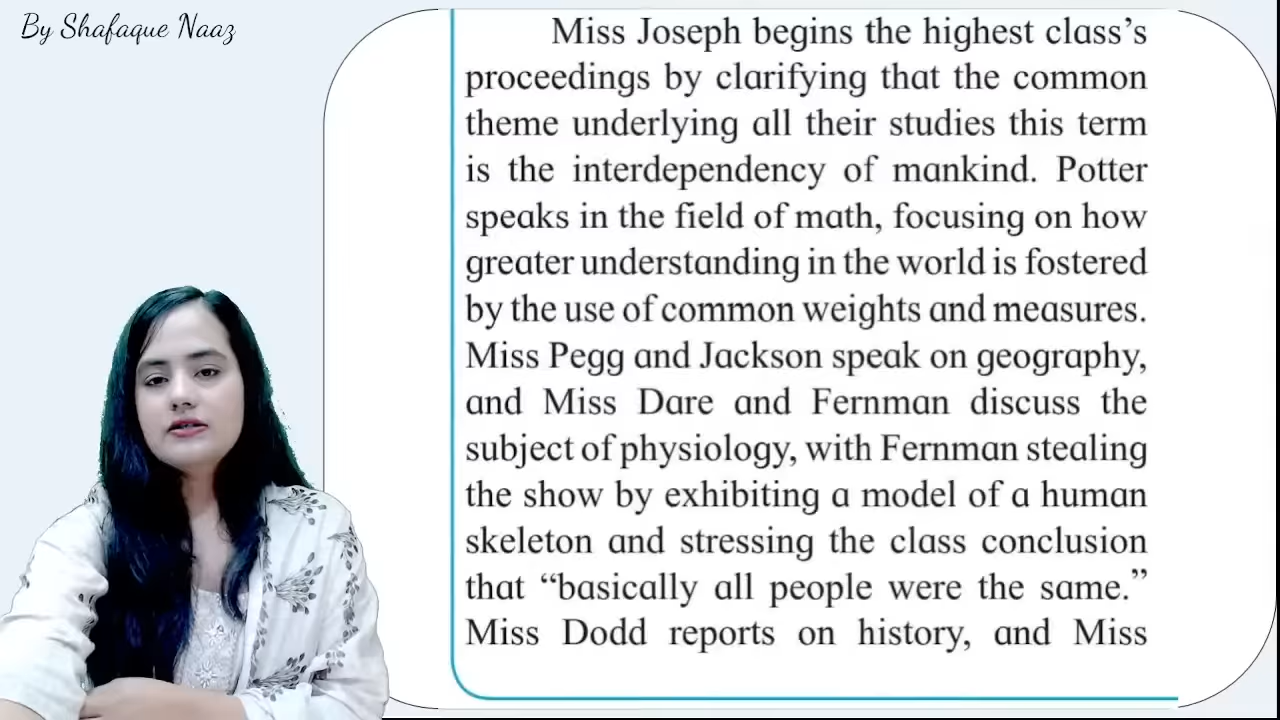 By Shafaque Naaz
Miss Joseph begins the highest class’s
proceedings by clarifying that the common
theme underlying all their studies this term
is the interdependency of mankind. Potter
speaks in the field of math, focusing on how
greater understanding in the world is fostered
by the use of common weights and measures.
Miss Pegg and Jackson speak on geography,
and Miss Dare and Fernman discuss the
subject of physiology, with Fernman stealing
the show by exhibiting a model of a human
skeleton and stressing the class conclusion
that “basically all people were the same.”
Miss Dodd reports on history, and Miss